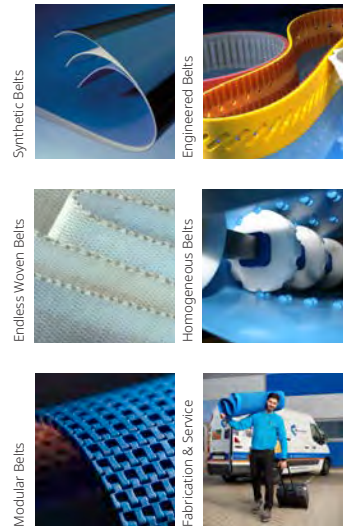 Synthetic Belts
Engineered Belts
Endless Woven Belts
Homogeneous Belts
Modular Belts
Fabrication & Service